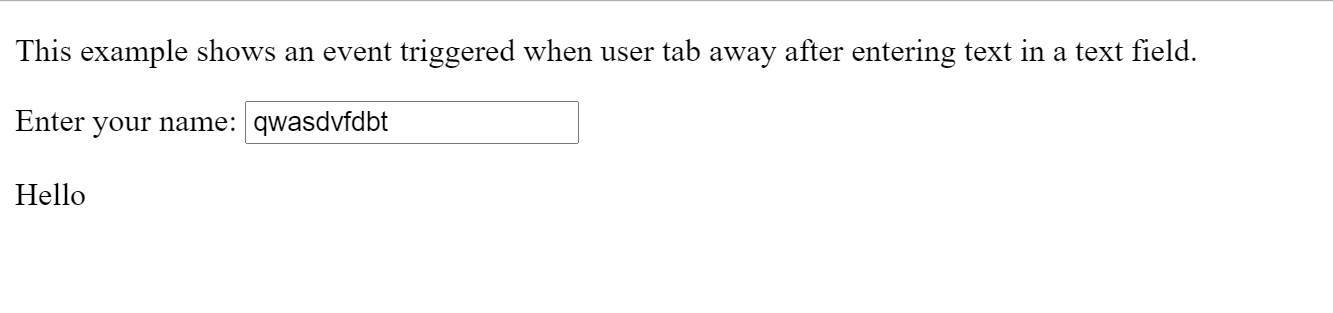 This example shows an event triggered when user tab away after entering text in a text field.
Enter your name: qwasdvfdbt
Hello